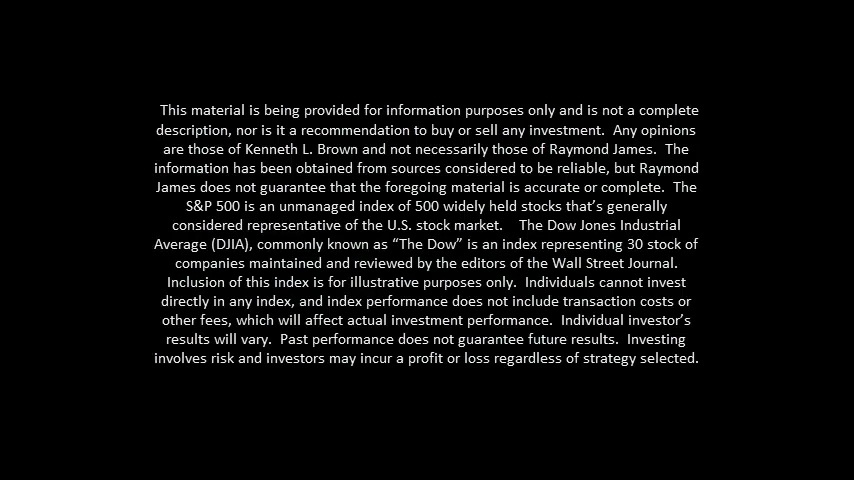 This material is being provided for information purposes only and is not a complete
description, nor is it a recommendation to buy or sell any investment.  Any opinions
are those of Kenneth L. Brown and not necessarily those of Raymond James.  The
information has been obtained from sources considered to be reliable, but Raymond
James does not guarantee that the foregoing material is accurate or complete.  The
S&P 500 is an unmanaged index of 500 widely held stocks that’s generally
considered representative of the U.S. stock market.    The Dow Jones Industrial
Average (DJIA), commonly known as “The Dow” is an index representing 30 stock of
companies maintained and reviewed by the editors of the Wall Street Journal.
Inclusion of this index is for illustrative purposes only.  Individuals cannot invest
directly in any index, and index performance does not include transaction costs or
other fees, which will affect actual investment performance.  Individual investor’s
results will vary.  Past performance does not guarantee future results.  Investing
involves risk and investors may incur a profit or loss regardless of strategy selected.